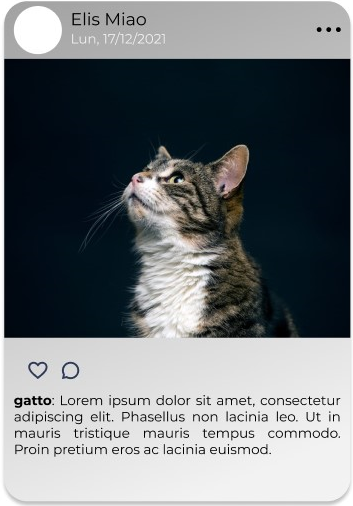 Elis Miao
Lun, 17/12/2021
gatto: Lorem ipsum dolor sit amet, consectetur
adipiscing elit. Phasellus non lacinia leo. Ut in
mauris tristique mauris tempus commodo.
Proin pretium eros ac lacinia euismod.